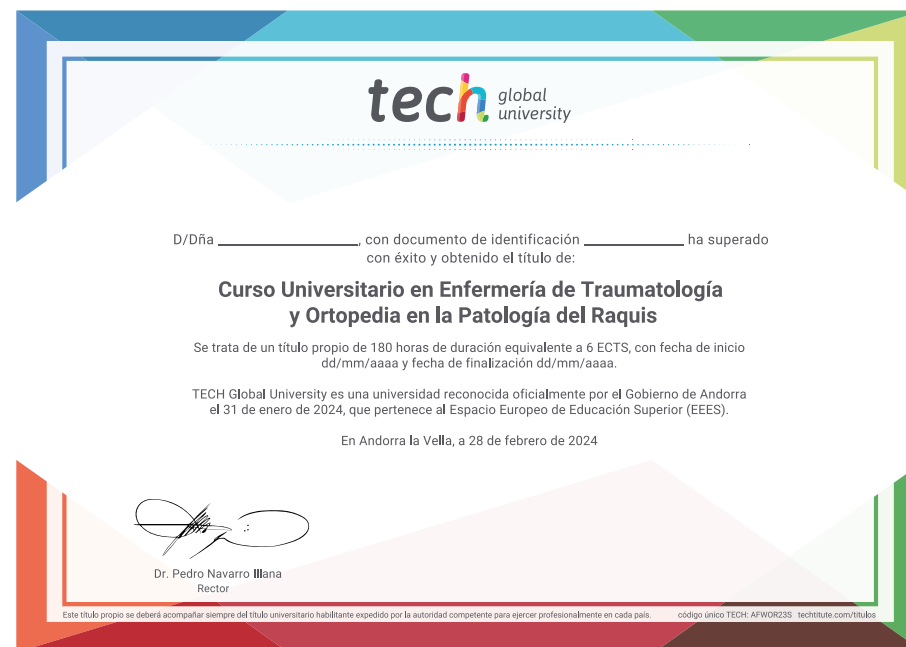 tech global university
D/Dña ____________________, con documento de identificación ______________ ha superado
con éxito y obtenido el título de:
Curso Universitario en Enfermería de Traumatología
y Ortopedia en la Patología del Raquis
Se trata de un título propio de 180 horas de duración equivalente a 6 ECTS, con fecha de inicio
dd/mm/aaaa y fecha de finalización dd/mm/aaaa.
TECH Global University es una universidad reconocida oficialmente por el Gobierno de Andorra
el 31 de enero de 2024, que pertenece al Espacio Europeo de Educación Superior (EEES).
En Andorra la Vella, a 28 de febrero de 2024
Dr. Pedro Navarro Illana
Rector
Este título propio se deberá acompañar siempre del título universitario habilitante expedido por la autoridad competente para ejercer profesionalmente en cada país. código único TECH: AFWOR23S techtitute.com/titulos